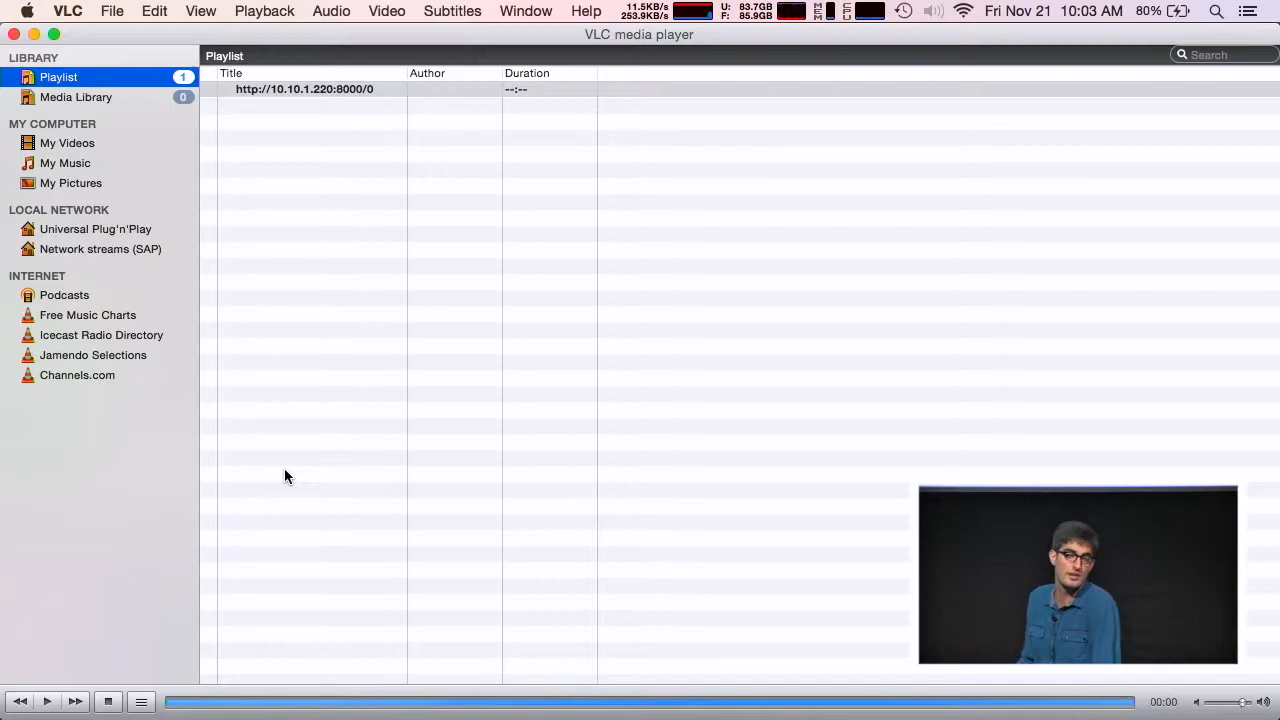 VLC File Edit View Playback Audio Video Subtitles Window Help 11.5KB/s 253.9KB/s U: 83.7GB F: 85.9GB MEM CPU Fri Nov 21 10:03 AM 80%
VLC media player
LIBRARY
Playlist 1
Media Library 0
MY COMPUTER
My Videos
My Music
My Pictures
LOCAL NETWORK
Universal Plug'n'Play
Network streams (SAP)
INTERNET
Podcasts
Free Music Charts
Icecast Radio Directory
Jamendo Selections
Channels.com
Playlist Search
Title Author Duration
http://10.10.1.220:8000/0 --:--
00:00